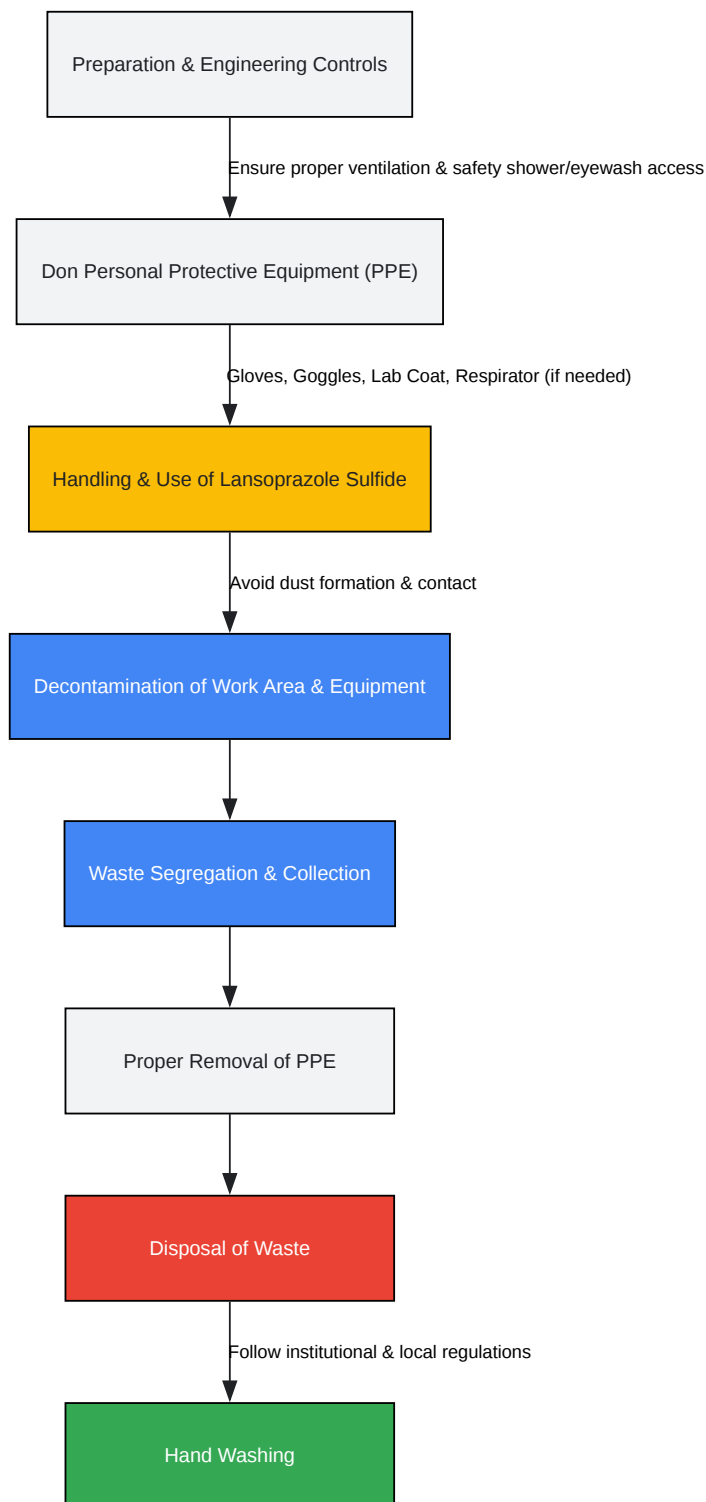 Preparation & Engineering Controls
Ensure proper ventilation & safety shower/eyewash access
Don Personal Protective Equipment (PPE)
Gloves, Goggles, Lab Coat, Respirator (if needed)
Handling & Use of Lansoprazole Sulfide
Avoid dust formation & contact
Decontamination of Work Area & Equipment
Waste Segregation & Collection
Proper Removal of PPE
Disposal of Waste
Follow institutional & local regulations
Hand Washing